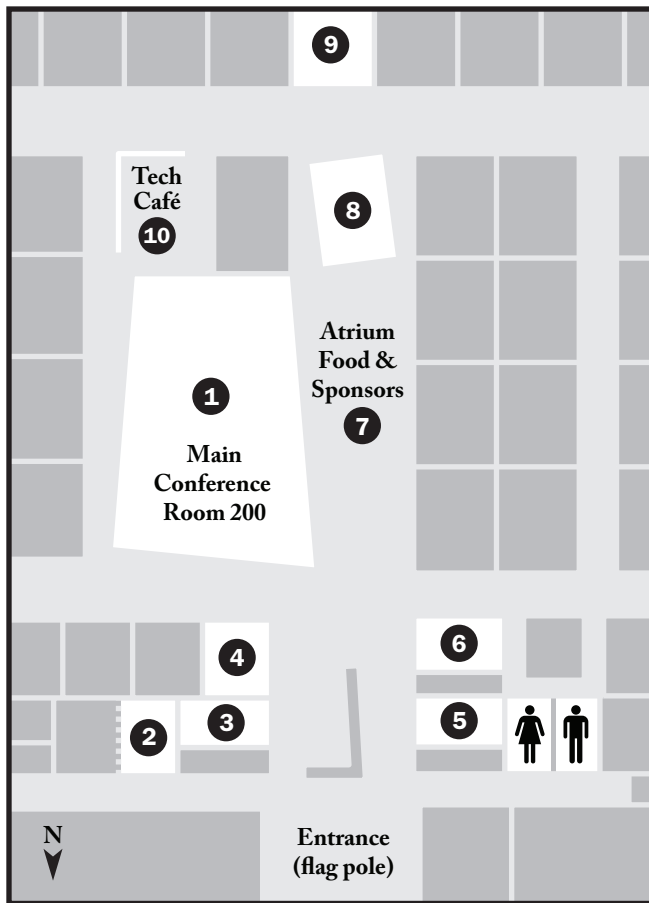 9
Tech
Café
10
8
Atrium
Food &
Sponsors
7
1
Main
Conference
Room 200
4
6
2
3
5
N
Entrance
(flag pole)